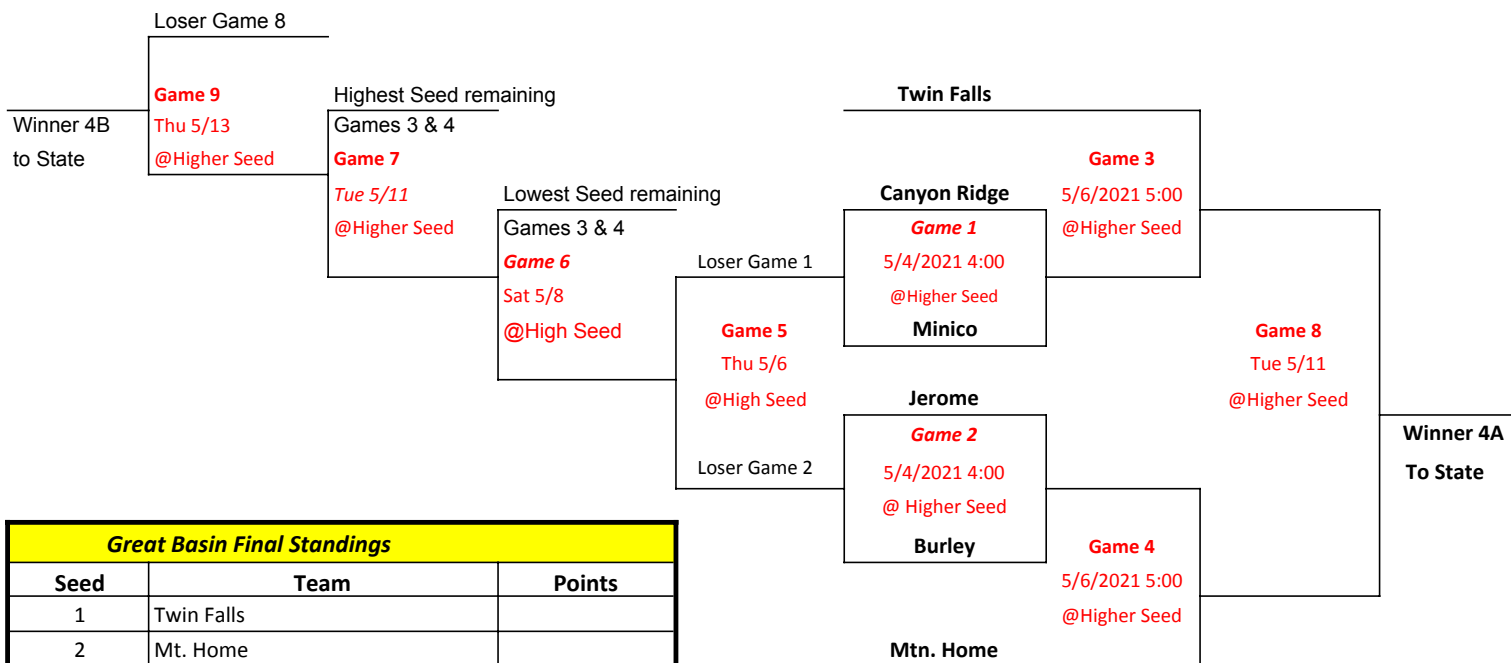 Loser Game 8
Game 9
Thu 5/13
@Higher Seed
Winner 4B
to State
Highest Seed remaining
Games 3 & 4
Game 7
Tue 5/11
@Higher Seed
Lowest Seed remaining
Games 3 & 4
Game 6
Sat 5/8
@High Seed
Loser Game 1
Game 5
Thu 5/6
@High Seed
Loser Game 2
Twin Falls
Canyon Ridge
Game 1
5/4/2021 4:00
@Higher Seed
Minico
Jerome
Game 2
5/4/2021 4:00
@ Higher Seed
Burley
Mtn. Home
Game 3
5/6/2021 5:00
@Higher Seed
Game 4
5/6/2021 5:00
@Higher Seed
Game 8
Tue 5/11
@Higher Seed
Winner 4A
To State
Great Basin Final Standings
Seed Team Points
1 Twin Falls
2 Mt. Home